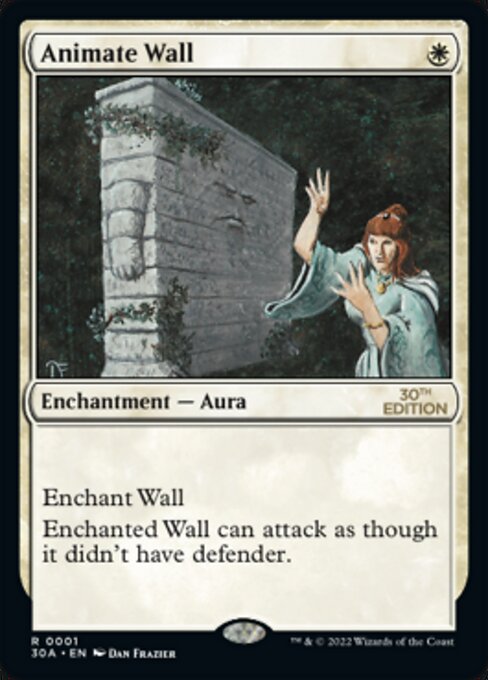 Animate Wall
DF
Enchantment — Aura
30TH EDITION
Enchant Wall
Enchanted Wall can attack as though
it didn't have defender.
R 0001
30A • EN Dan Frazier
™ & © 2022 Wizards of the Coast